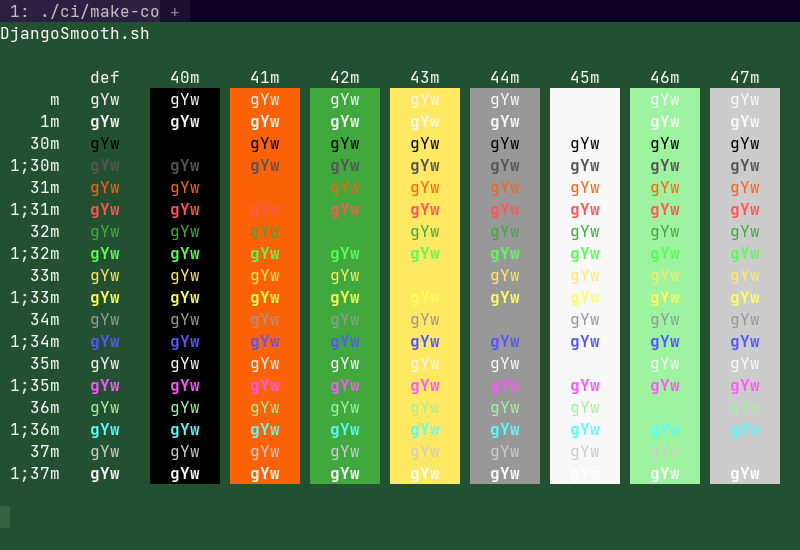 1: ./ci/make-co +
DjangoSmooth.sh
def 40m 41m 42m 43m 44m 45m 46m 47m
m gYw gYw gYw gYw gYw gYw gYw gYw
1m gYw gYw gYw gYw gYw gYw gYw gYw
30m gYw gYw gYw gYw gYw gYw gYw gYw
1;30m gYw gYw gYw gYw gYw gYw gYw gYw gYw
31m gYw gYw gYw gYw gYw gYw gYw gYw
1;31m gYw gYw gYw gYw gYw gYw gYw gYw gYw
32m gYw gYw gYw gYw gYw gYw gYw gYw
1;32m gYw gYw gYw gYw gYw gYw gYw gYw gYw
33m gYw gYw gYw gYw gYw gYw gYw gYw
1;33m gYw gYw gYw gYw gYw gYw gYw gYw gYw
34m gYw gYw gYw gYw gYw gYw gYw gYw
1;34m gYw gYw gYw gYw gYw gYw gYw gYw gYw
35m gYw gYw gYw gYw gYw gYw gYw gYw
1;35m gYw gYw gYw gYw gYw gYw gYw gYw gYw
36m gYw gYw gYw gYw gYw gYw gYw gYw
1;36m gYw gYw gYw gYw gYw gYw gYw gYw gYw
37m gYw gYw gYw gYw gYw gYw gYw gYw
1;37m gYw gYw gYw gYw gYw gYw gYw gYw